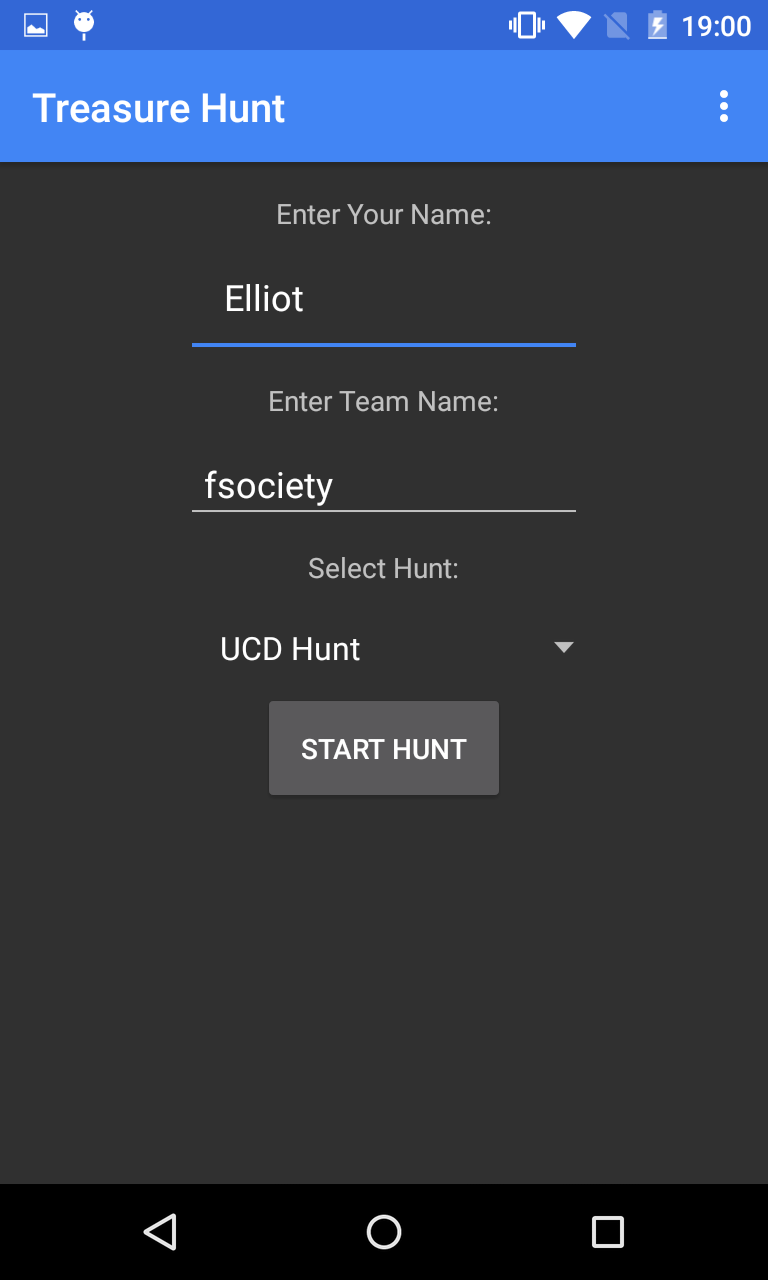 19:00
Treasure Hunt
Enter Your Name:
Elliot
Enter Team Name:
fsociety
Select Hunt:
UCD Hunt
START HUNT